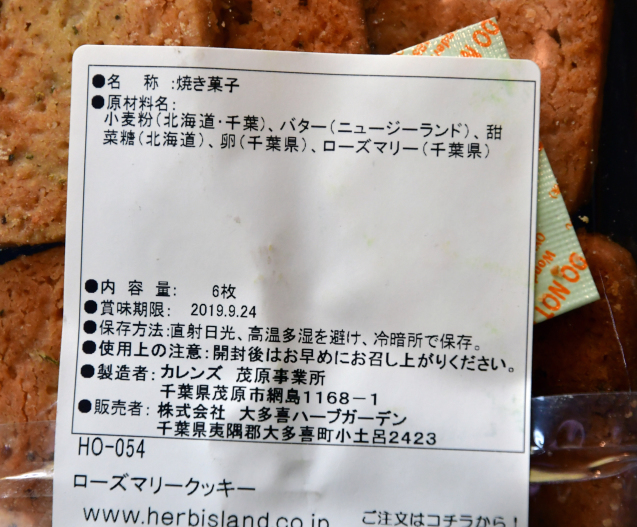 ●名　称 :焼き菓子
●原材料名:
小麦粉(北海道・千葉)、バター(ニュージーランド)、甜
菜糖(北海道)、卵(千葉県)、ローズマリー(千葉県)
●内 容 量:　6枚
●賞味期限:　2019.9.24
●保存方法:直射日光、高温多湿を避け、冷暗所で保存。
●使用上の注意:開封後はお早めにお召し上がりください。
●製造者:カレンズ 茂原事業所
千葉県茂原市綱島1168-1
●販売者:株式会社 大多喜ハーブガーデン
千葉県夷隅郡大多喜町小土呂2423
HO-054
ローズマリークッキー
www.herbisland.co.jp　ご注文はコチラから!
DO NOT
DO NOT